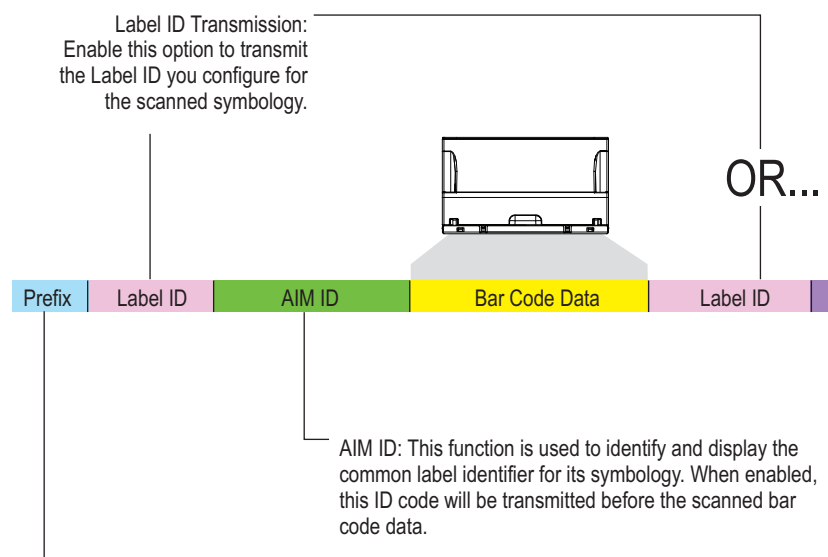 Label ID Transmission:
Enable this option to transmit
the Label ID you configure for
the scanned symbology.
OR...
Prefix Label ID AIM ID Bar Code Data Label ID
AIM ID: This function is used to identify and display the
common label identifier for its symbology. When enabled,
this ID code will be transmitted before the scanned bar
code data.